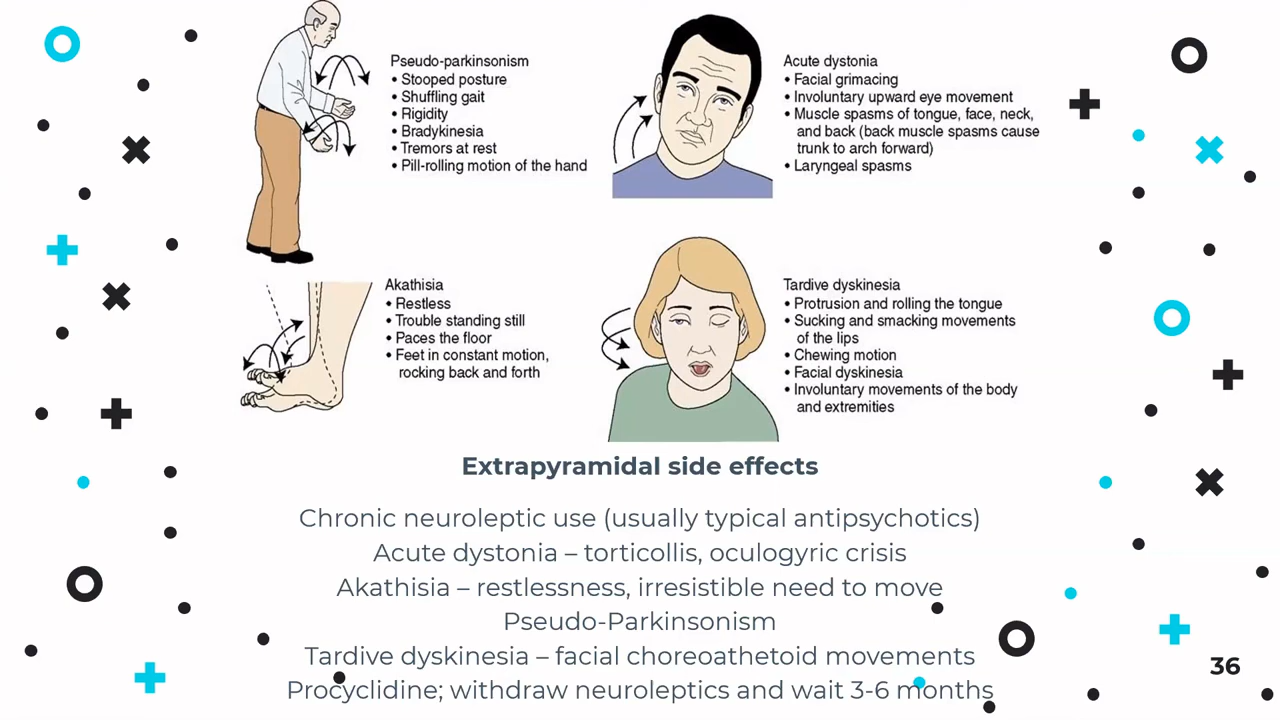 Pseudo-parkinsonism
• Stooped posture
• Shuffling gait
• Rigidity
• Bradykinesia
• Tremors at rest
• Pill-rolling motion of the hand
Acute dystonia
• Facial grimacing
• Involuntary upward eye movement
• Muscle spasms of tongue, face, neck,
and back (back muscle spasms cause
trunk to arch forward)
• Laryngeal spasms
Akathisia
• Restless
• Trouble standing still
• Paces the floor
• Feet in constant motion,
rocking back and forth
Tardive dyskinesia
• Protrusion and rolling the tongue
• Sucking and smacking movements
of the lips
• Chewing motion
• Facial dyskinesia
• Involuntary movements of the body
and extremities
Extrapyramidal side effects
Chronic neuroleptic use (usually typical antipsychotics)
Acute dystonia – torticollis, oculogyric crisis
Akathisia – restlessness, irresistible need to move
Pseudo-Parkinsonism
Tardive dyskinesia – facial choreoathetoid movements
Procyclidine; withdraw neuroleptics and wait 3-6 months
36